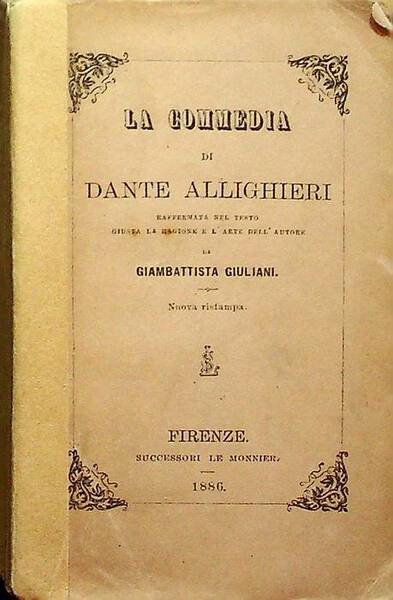 LA COMMEDIA
DI
DANTE ALLIGHIERI
RAFFERMATA NEL TESTO
GIUSTA LA RAGIONE E L'ARTE DELL'AUTORE
DA
GIAMBATTISTA GIULIANI.
Nuova ristampa.
FIRENZE.
SUCCESSORI LE MONNIER.
1886.